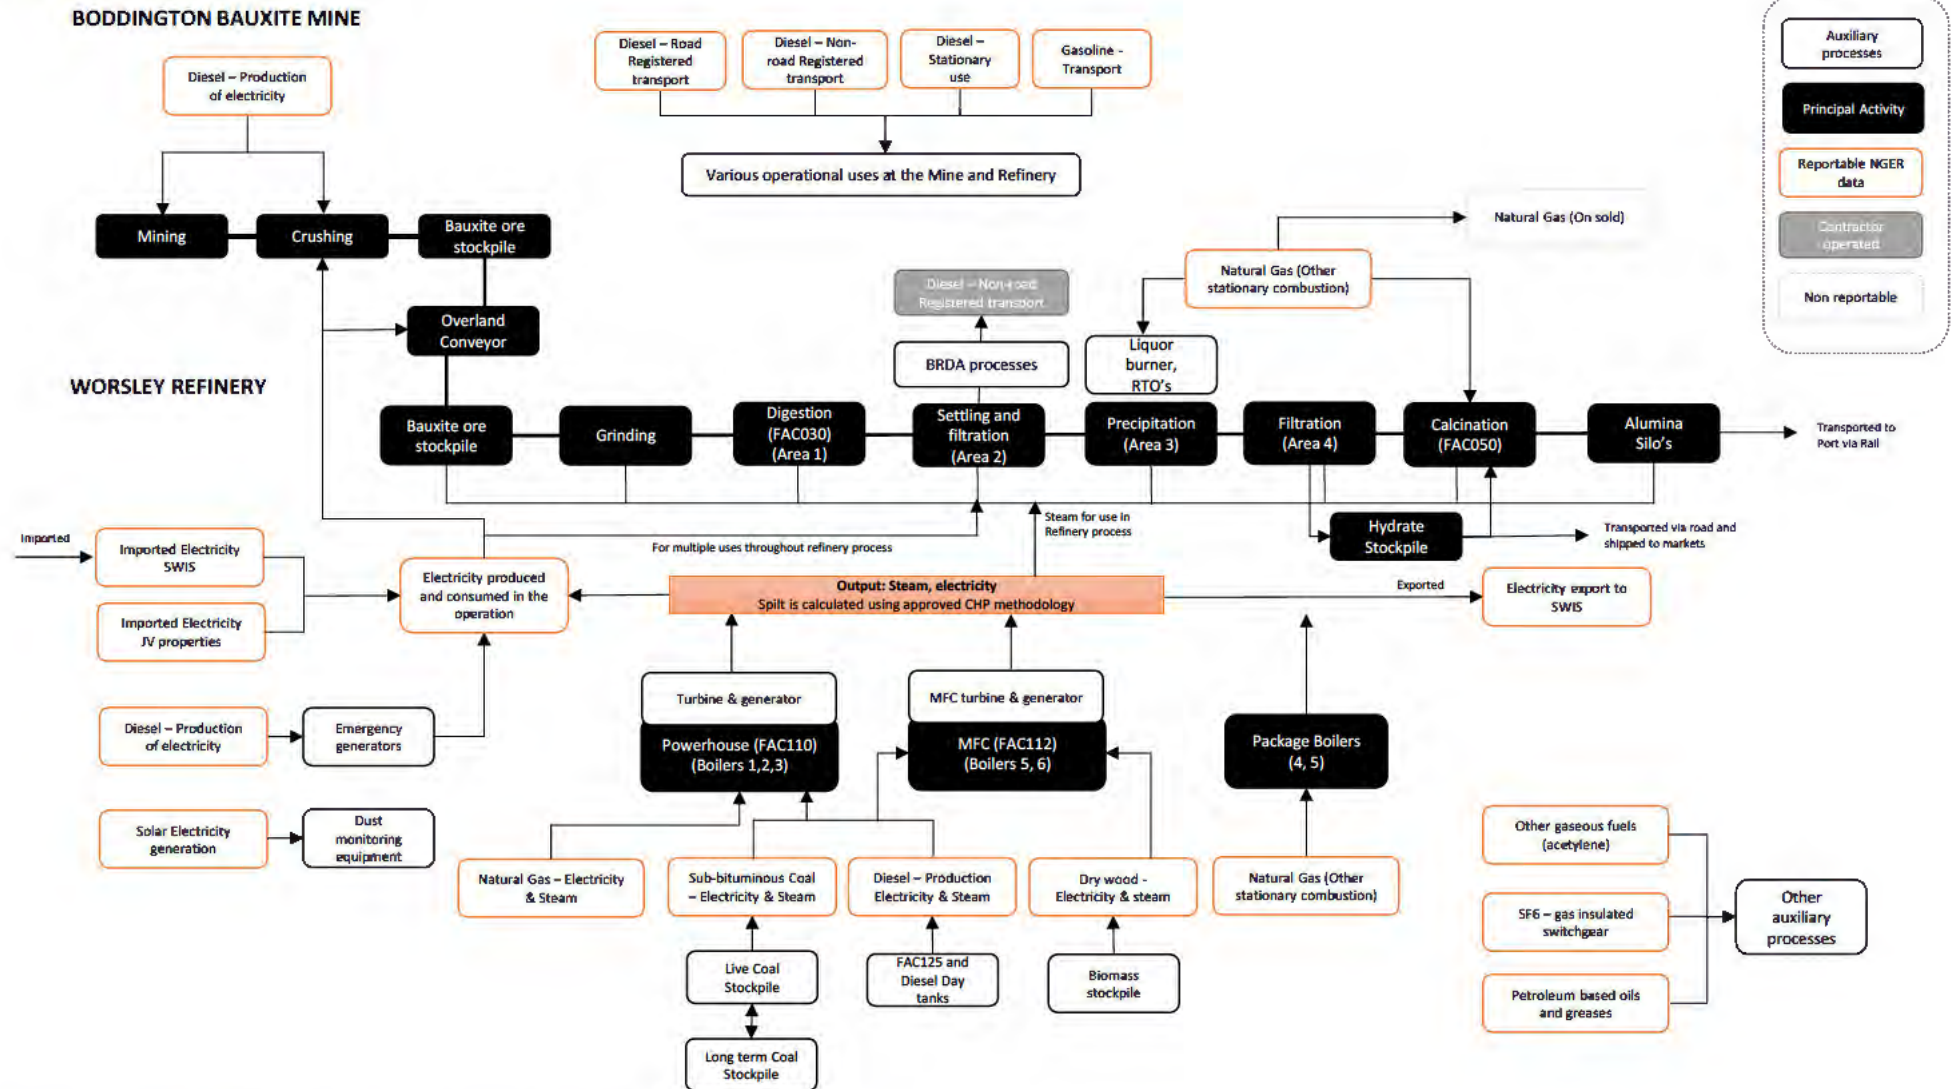 BODDINGTON BAUXITE MINE
Diesel – Production
of electricity
Diesel – Road
Registered
transport
Diesel – Non-
road Registered
transport
Diesel –
Stationary
use
Gasoline -
Transport
Various operational uses at the Mine and Refinery
Auxiliary
processes
Principal Activity
Reportable NGER
data
Contractor
operated
Non reportable
Mining
Crushing
Bauxite ore
stockpile
Overland
Conveyor
Natural Gas (On sold)
Natural Gas (Other
stationary combustion)
Diesel – Non-road
Registered transport
BRDA processes
Liquor
burner,
RTO's
WORSLEY REFINERY
Bauxite ore
stockpile
Grinding
Digestion
(FAC030)
(Area 1)
Settling and
filtration
(Area 2)
Precipitation
(Area 3)
Filtration
(Area 4)
Calcination
(FAC050)
Alumina
Silo's
Transported to
Port via Rail
Steam for use in
Refinery process
Hydrate
Stockpile
Transported via road and
shipped to markets
For multiple uses throughout refinery process
Imported
Imported Electricity
SWIS
Imported Electricity
JV properties
Electricity produced
and consumed in the
operation
Output: Steam, electricity
Spilt is calculated using approved CHP methodology
Exported
Electricity export to
SWIS
Diesel – Production
of electricity
Emergency
generators
Turbine & generator
Powerhouse (FAC110)
(Boilers 1,2,3)
MFC turbine & generator
MFC (FAC112)
(Boilers 5, 6)
Package Boilers
(4, 5)
Solar Electricity
generation
Dust
monitoring
equipment
Natural Gas – Electricity
& Steam
Sub-bituminous Coal
– Electricity & Steam
Diesel – Production
Electricity & Steam
Dry wood -
Electricity & steam
Natural Gas (Other
stationary combustion)
Other gaseous fuels
(acetylene)
SF6 – gas insulated
switchgear
Petroleum based oils
and greases
Other
auxiliary
processes
Live Coal
Stockpile
FAC125 and
Diesel Day
tanks
Biomass
stockpile
Long term Coal
Stockpile